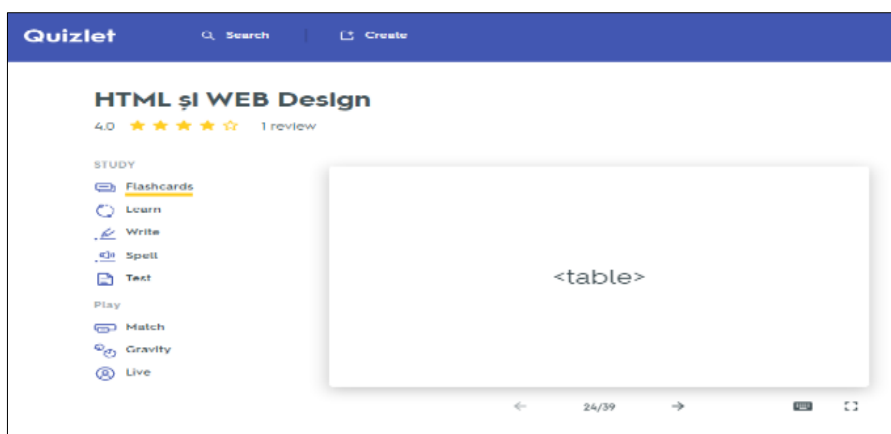 Quizlet Search Create
HTML și WEB Design
4.0 1 review
STUDY
Flashcards
Learn
Write
Spell
Test
Play
Match
Gravity
Live
<table>
24/39